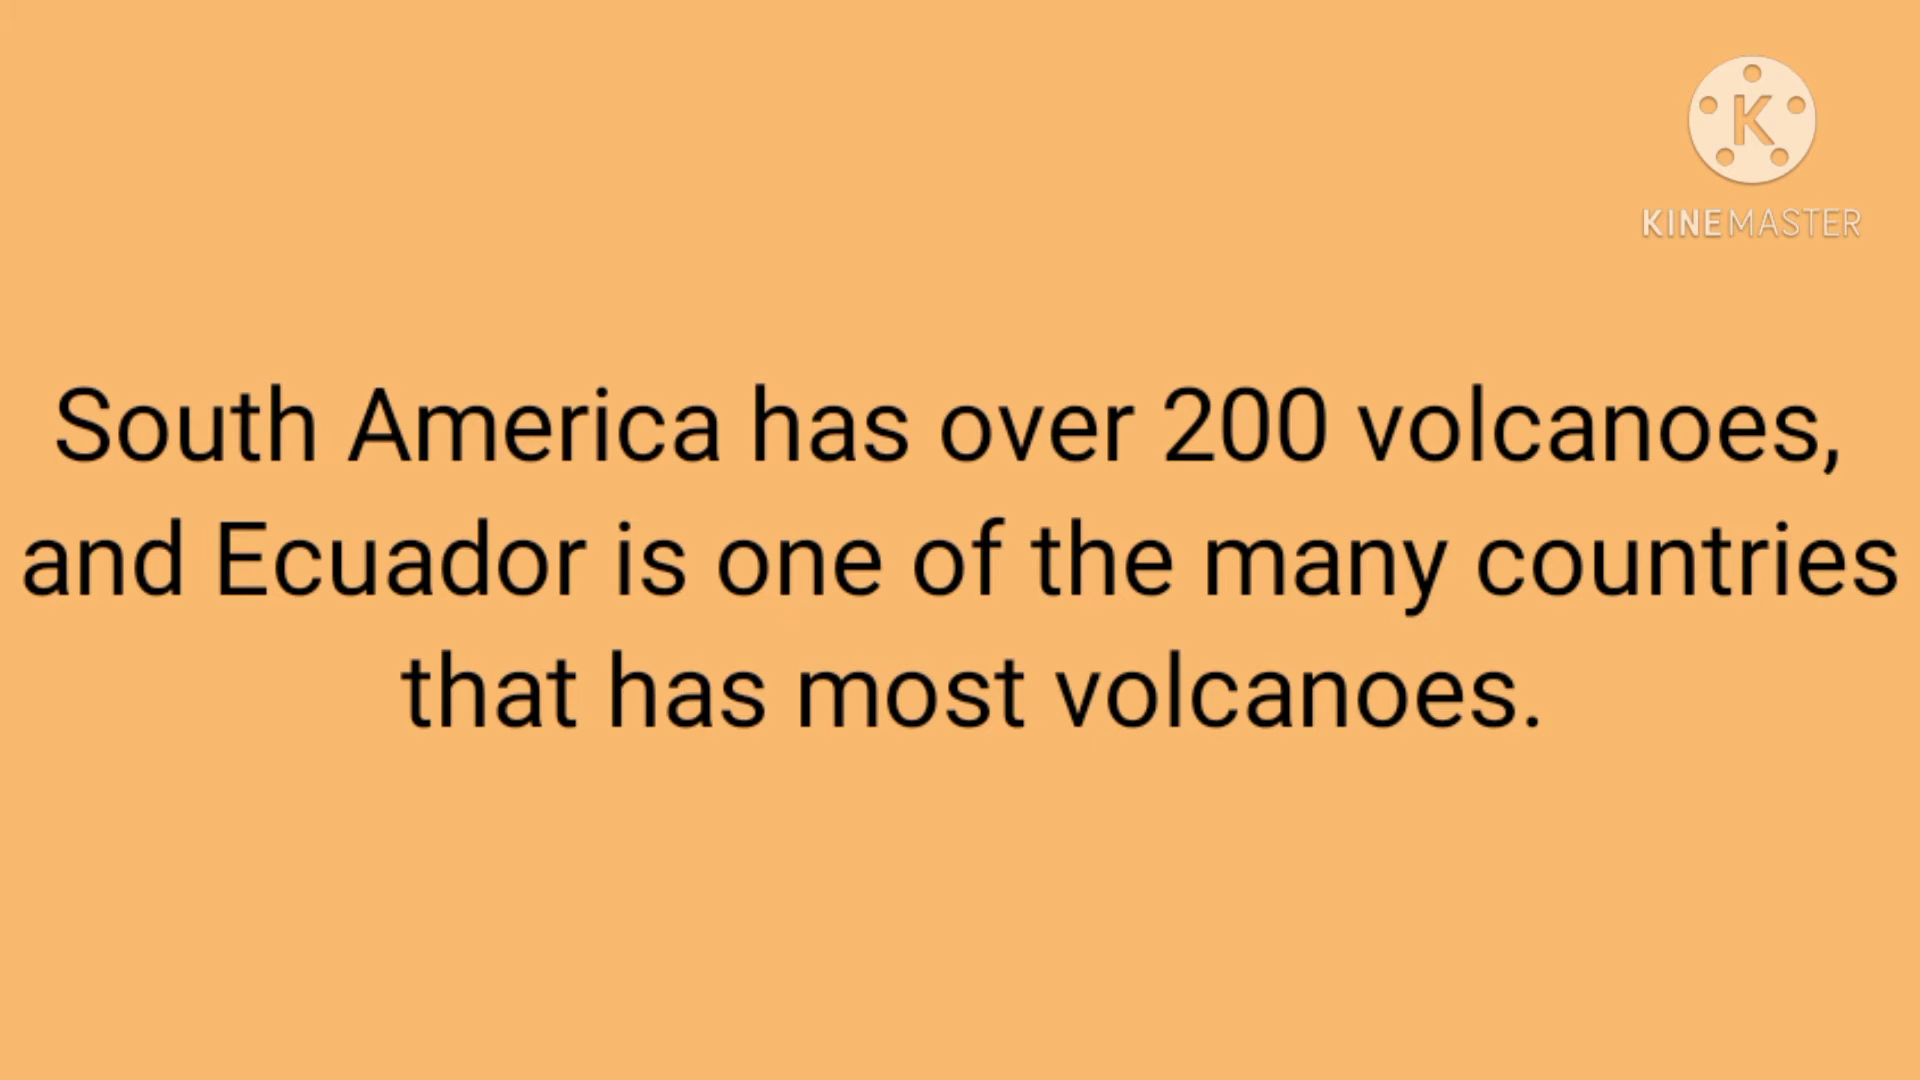 KINEMASTER
South America has over 200 volcanoes,
and Ecuador is one of the many countries
that has most volcanoes.